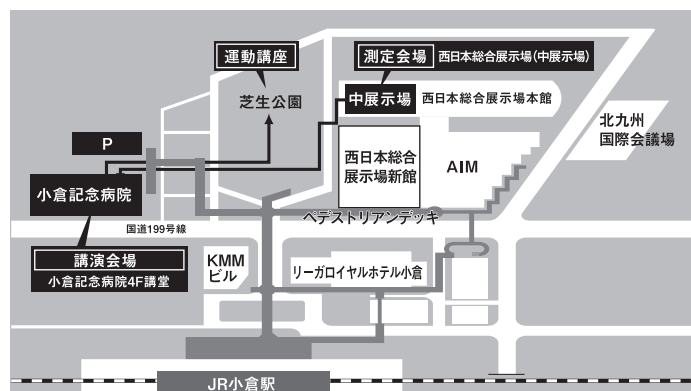 運動講座
芝生公園
測定会場 西日本総合展示場(中展示場)
中展示場
西日本総合展示場本館
北九州
国際会議場
P
西日本総合
展示場新館
AIM
小倉記念病院
ペデストリアンデッキ
国道199号線
講演会場
小倉記念病院4F講堂
KMM
ビル
リーガロイヤルホテル小倉
JR小倉駅